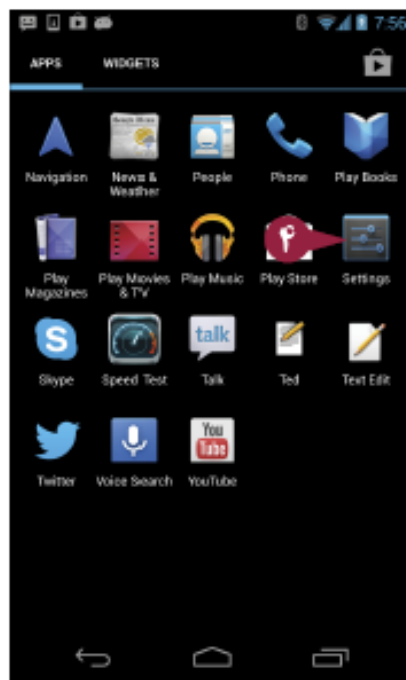 7:56
APPS WIDGETS
Navigation News & Weather People Phone Play Books
۴
Play Magazines Play Movies & TV Play Music Play Store Settings
S talk
Skype Speed Test Talk Ted Text Edit
You Tube
Twitter Voice Search YouTube